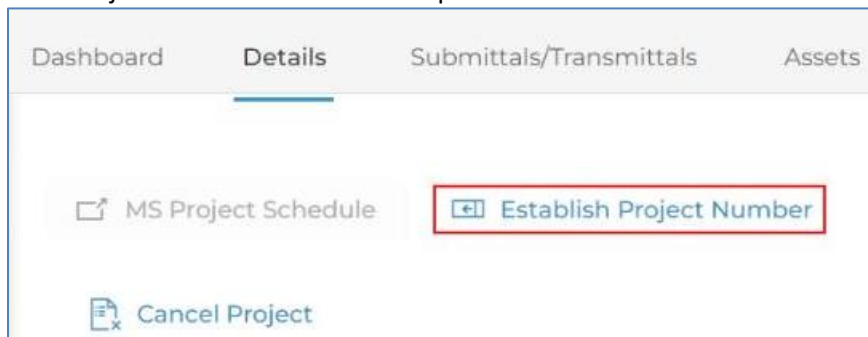 Dashboard Details Submittals/Transmittals Assets
MS Project Schedule Establish Project Number
Cancel Project